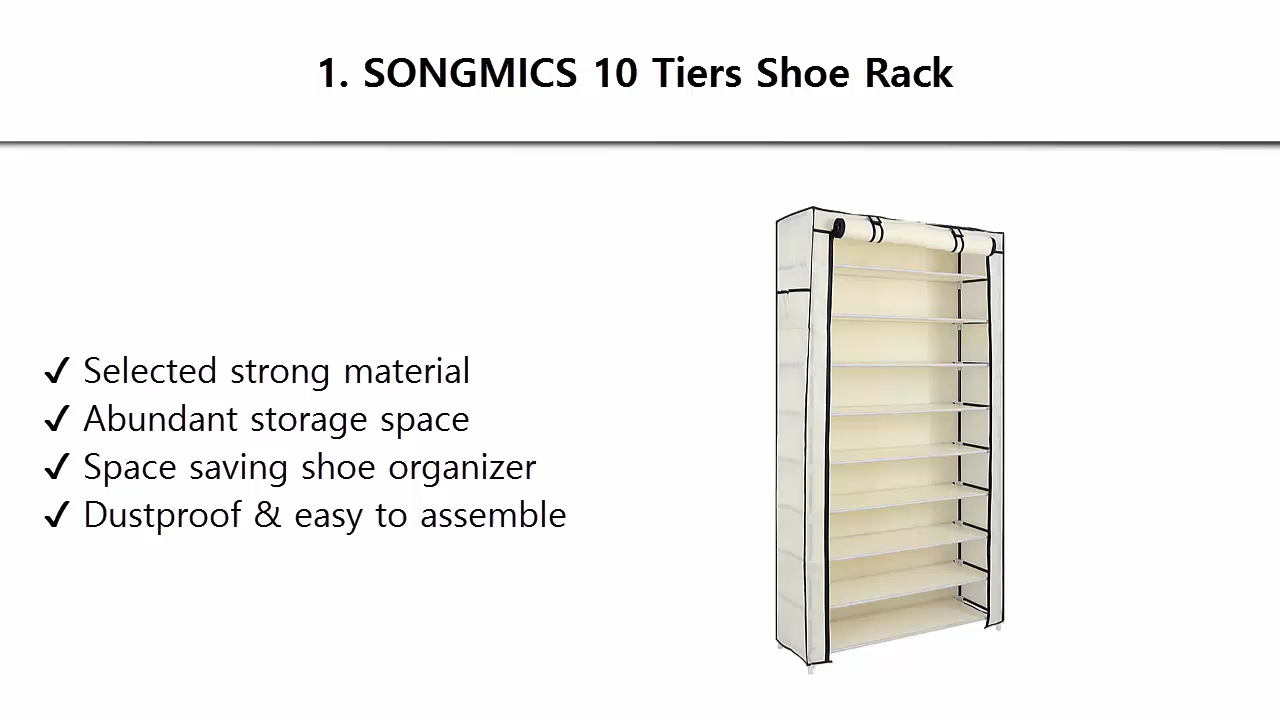 1. SONGMICS 10 Tiers Shoe Rack
✔ Selected strong material
✔ Abundant storage space
✔ Space saving shoe organizer
✔ Dustproof & easy to assemble